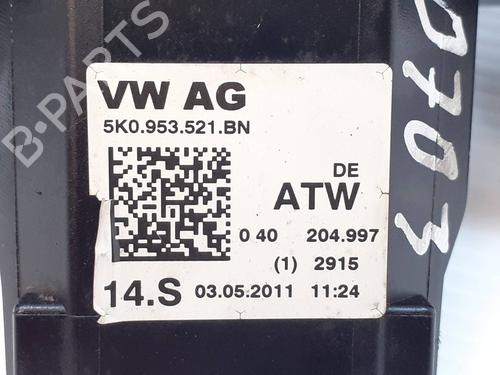 VW AG
5K0.953.521.BN
DE
ATW
0 40 204.997
(1) 2915
14.S 03.05.2011 11:24
0703
B-PARTS